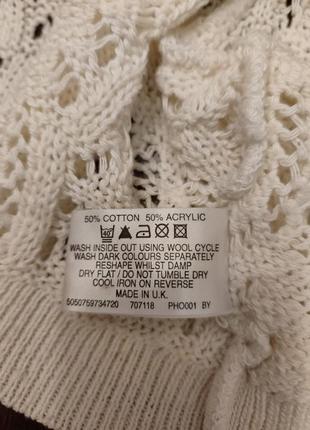 50% COTTON 50% ACRYLIC
40
WASH INSIDE OUT USING WOOL CYCLE
WASH DARK COLOURS SEPARATELY
RESHAPE WHILST DAMP
DRY FLAT / DO NOT TUMBLE DRY
COOL IRON ON REVERSE
MADE IN U.K.
5050759734720 707118 PHO001 BY